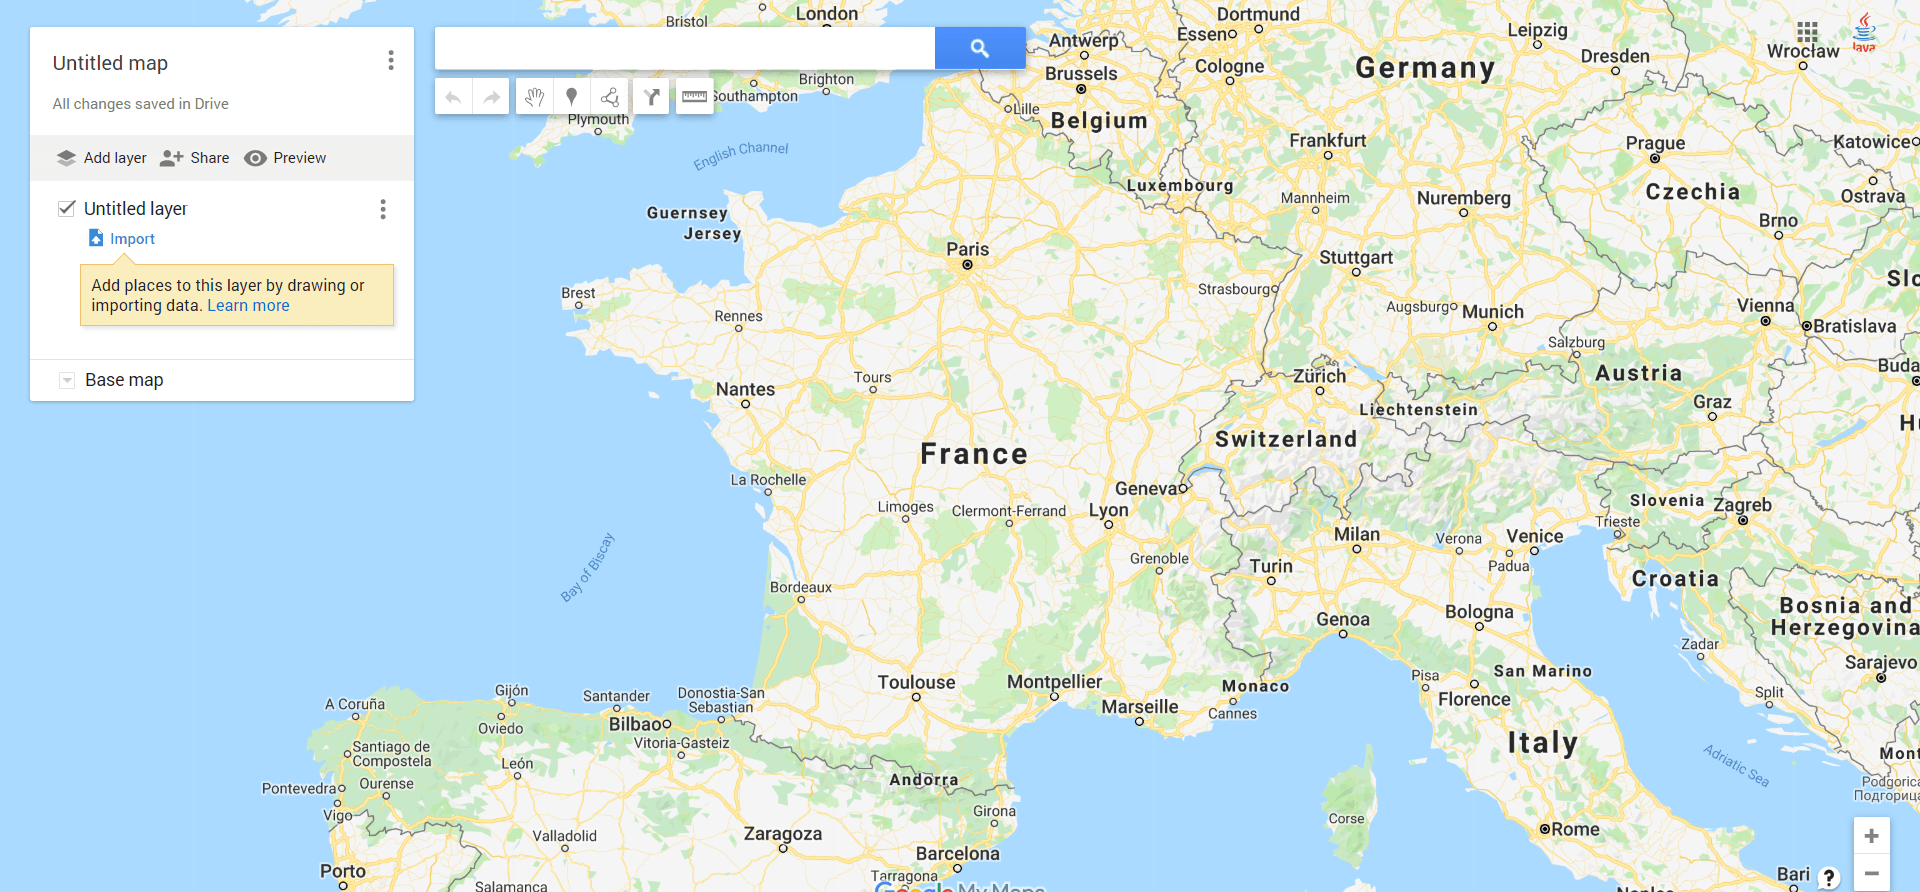 Untitled map
All changes saved in Drive
Add layer Share Preview
Untitled layer
Import
Add places to this layer by drawing or
importing data. Learn more
Base map
Bristol
London
Brighton
Southampton
Plymouth
English Channel
Guernsey
Jersey
Antwerp
Brussels
Lille
Belgium
Luxembourg
Dortmund
Essen
Cologne
Germany
Leipzig
Dresden
Wrocław
Java
Frankfurt
Mannheim
Nuremberg
Stuttgart
Strasbourg
Augsburg
Munich
Prague
Czechia
Katowice
Ostrava
Brno
Slo
Vienna
Bratislava
Salzburg
Austria
Buda
Graz
Hu
Paris
Brest
Rennes
Nantes
Tours
France
La Rochelle
Limoges
Clermont-Ferrand
Lyon
Geneva
Grenoble
Bordeaux
Bay of Biscay
Zürich
Liechtenstein
Switzerland
Milan
Turin
Verona
Venice
Padua
Trieste
Slovenia
Zagreb
Croatia
Bosnia and
Herzegovina
Genoa
Bologna
Zadar
Sarajevo
Split
San Marino
Pisa
Florence
Monaco
Cannes
Toulouse
Montpellier
Marseille
Italy
Adriatic Sea
Mont
Podgorica
Подгорица
Corse
Rome
Bari
Naples
A Coruña
Gijón
Oviedo
Santander
Bilbao
Donostia-San
Sebastian
Vitoria-Gasteiz
Santiago de
Compostela
León
Pontevedra
Ourense
Vigo
Andorra
Girona
Valladolid
Zaragoza
Barcelona
Porto
Salamanca
Tarragona
Google My Maps
+
−
?